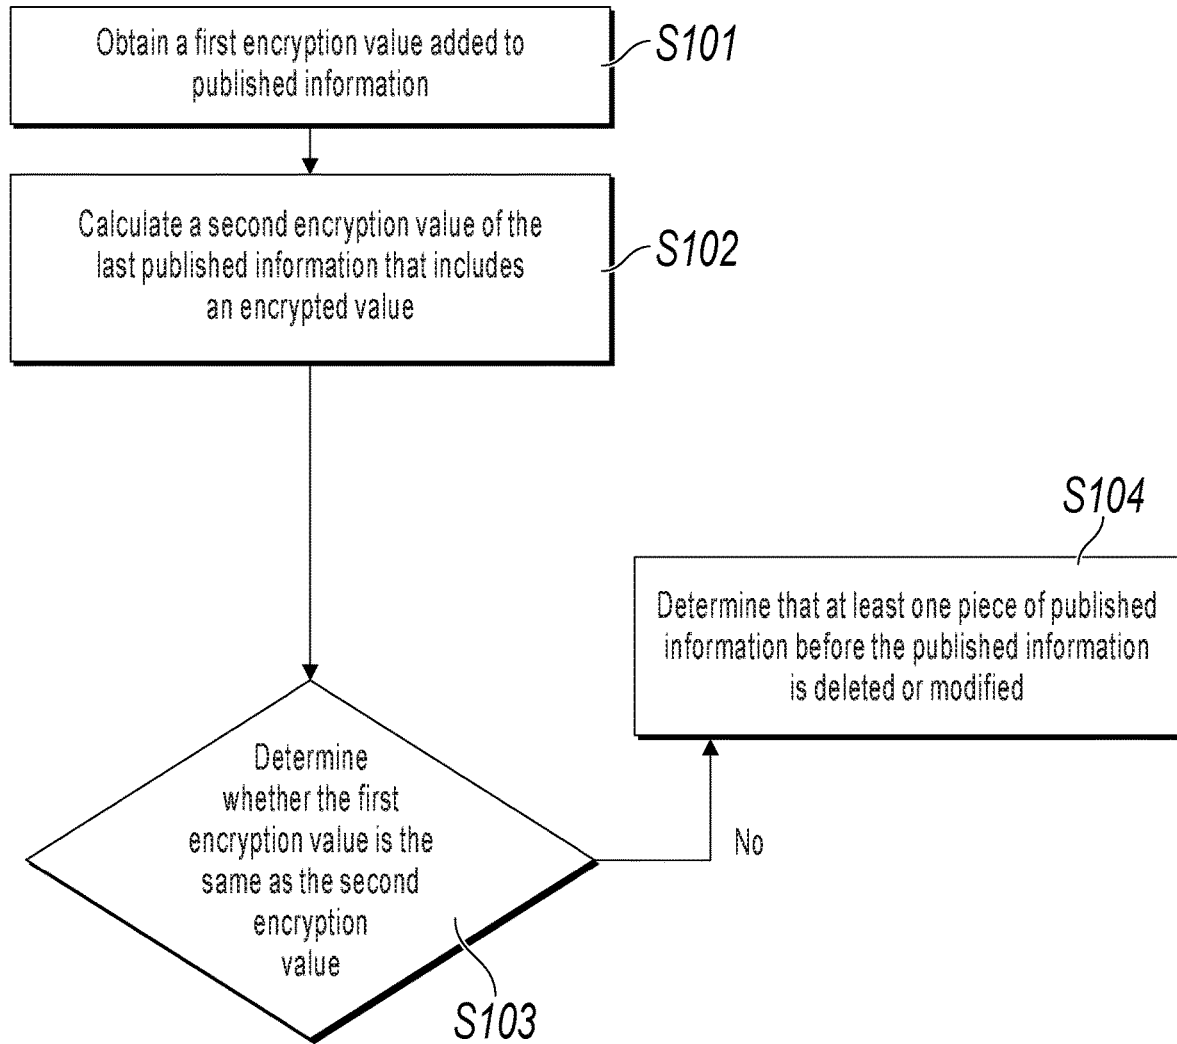 Obtain a first encryption value added to
published information
S101
Calculate a second encryption value of the
last published information that includes
an encrypted value
S102
S104
Determine that at least one piece of published
information before the published information
is deleted or modified
Determine
whether the first
encryption value is the
same as the second
encryption
value
No
S103